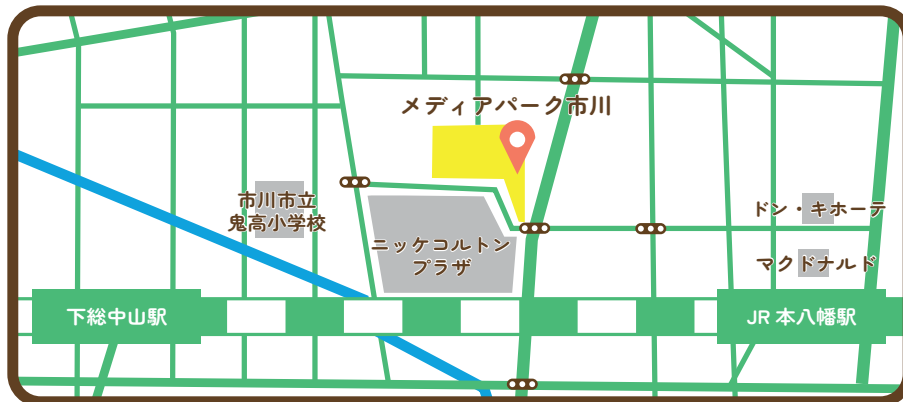 メディアパーク市川
市川市立
鬼高小学校
ニッケコルトン
プラザ
ドン・キホーテ
マクドナルド
下総中山駅
JR 本八幡駅